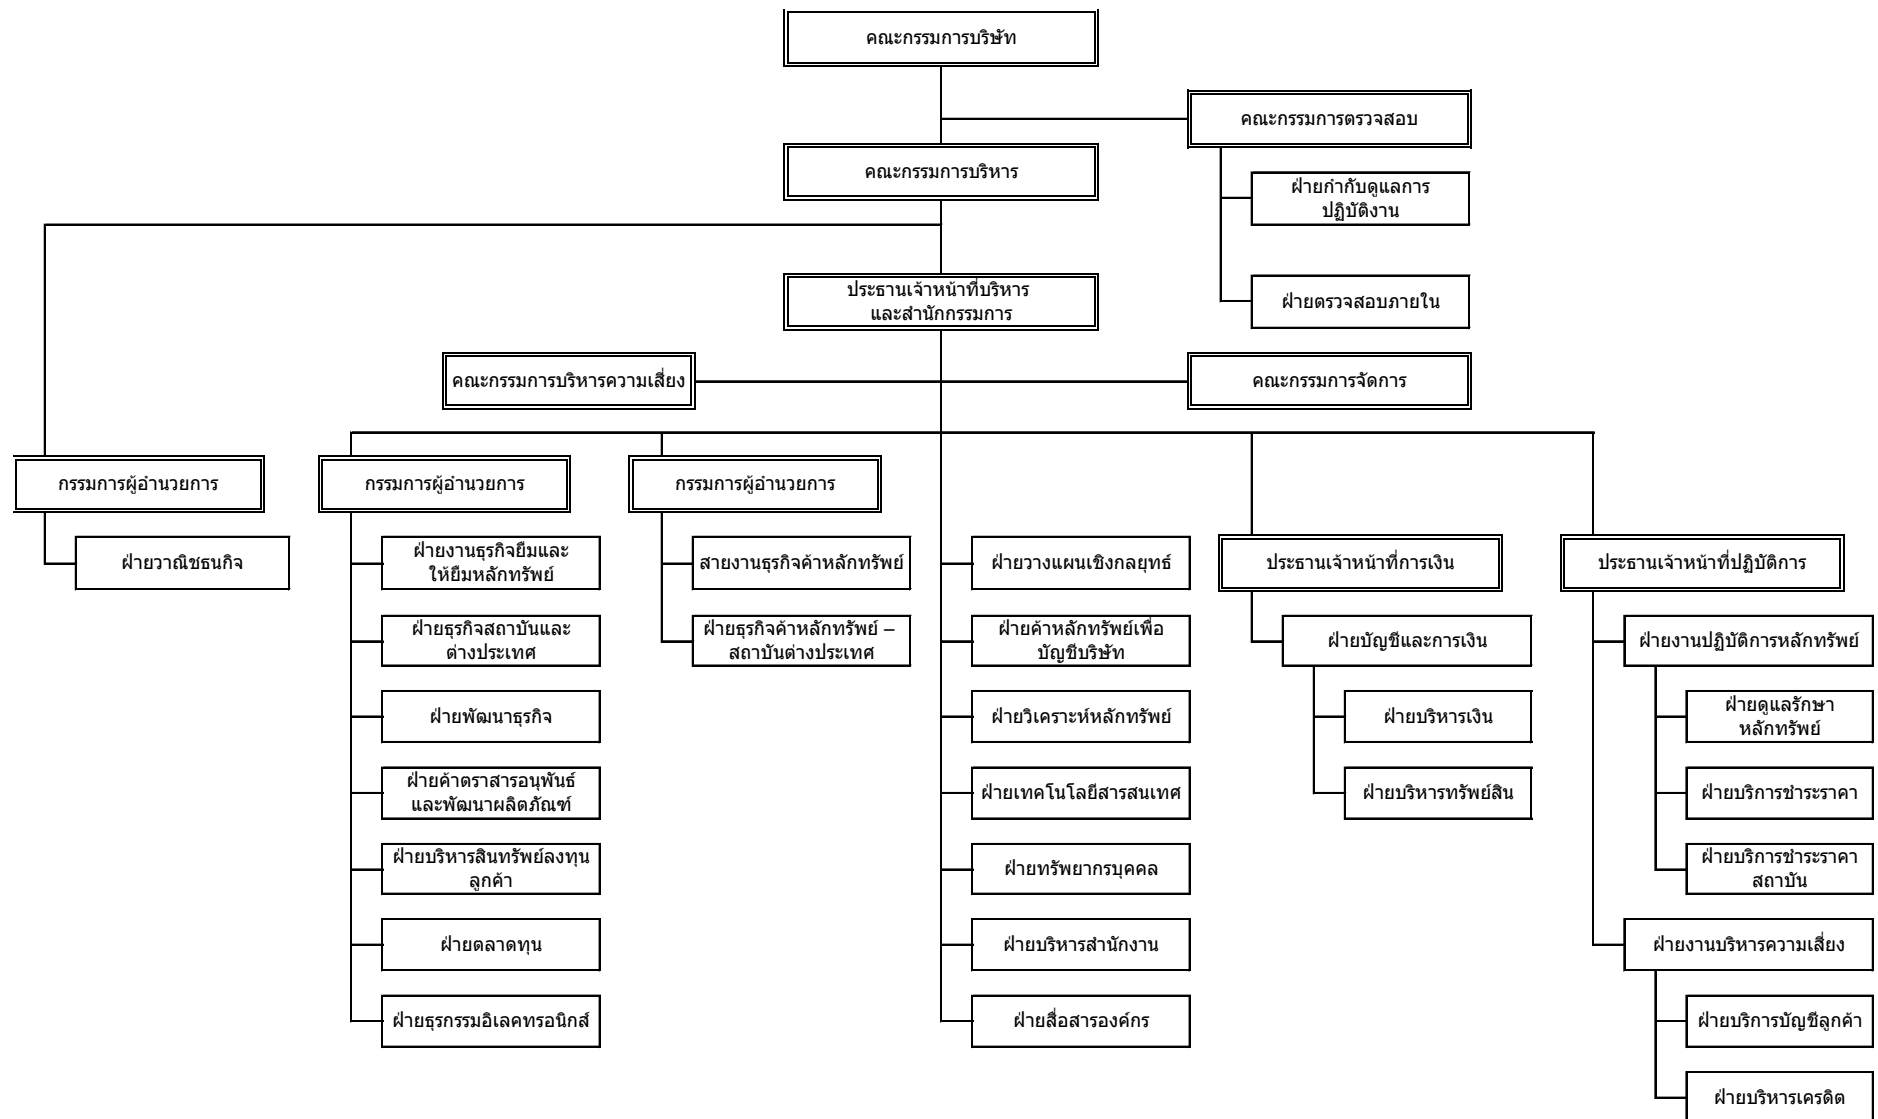 คณะกรรมการบริษัท
คณะกรรมการตรวจสอบ
คณะกรรมการบริหาร
ฝ่ายกำกับดูแลการ
ปฏิบัติงาน
ประธานเจ้าหน้าที่บริหาร
และสำนักกรรมการ
ฝ่ายตรวจสอบภายใน
คณะกรรมการบริหารความเสี่ยง
คณะกรรมการจัดการ
กรรมการผู้อำนวยการ
กรรมการผู้อำนวยการ
กรรมการผู้อำนวยการ
ฝ่ายวาณิชธนกิจ
ฝ่ายงานธุรกิจยืมและ
ให้ยืมหลักทรัพย์
สายงานธุรกิจค้าหลักทรัพย์
ฝ่ายวางแผนเชิงกลยุทธ์
ประธานเจ้าหน้าที่การเงิน
ประธานเจ้าหน้าที่ปฏิบัติการ
ฝ่ายธุรกิจสถาบันและ
ต่างประเทศ
ฝ่ายธุรกิจค้าหลักทรัพย์ –
สถาบันต่างประเทศ
ฝ่ายค้าหลักทรัพย์เพื่อ
บัญชีบริษัท
ฝ่ายบัญชีและการเงิน
ฝ่ายงานปฏิบัติการหลักทรัพย์
ฝ่ายพัฒนาธุรกิจ
ฝ่ายวิเคราะห์หลักทรัพย์
ฝ่ายบริหารเงิน
ฝ่ายดูแลรักษา
หลักทรัพย์
ฝ่ายค้าตราสารอนุพันธ์
และพัฒนาผลิตภัณฑ์
ฝ่ายเทคโนโลยีสารสนเทศ
ฝ่ายบริหารทรัพย์สิน
ฝ่ายบริการชำระราคา
ฝ่ายบริหารสินทรัพย์ลงทุน
ลูกค้า
ฝ่ายทรัพยากรบุคคล
ฝ่ายบริการชำระราคา
สถาบัน
ฝ่ายตลาดทุน
ฝ่ายบริหารสำนักงาน
ฝ่ายงานบริหารความเสี่ยง
ฝ่ายธุรกรรมอิเลคทรอนิกส์
ฝ่ายสื่อสารองค์กร
ฝ่ายบริการบัญชีลูกค้า
ฝ่ายบริหารเครดิต